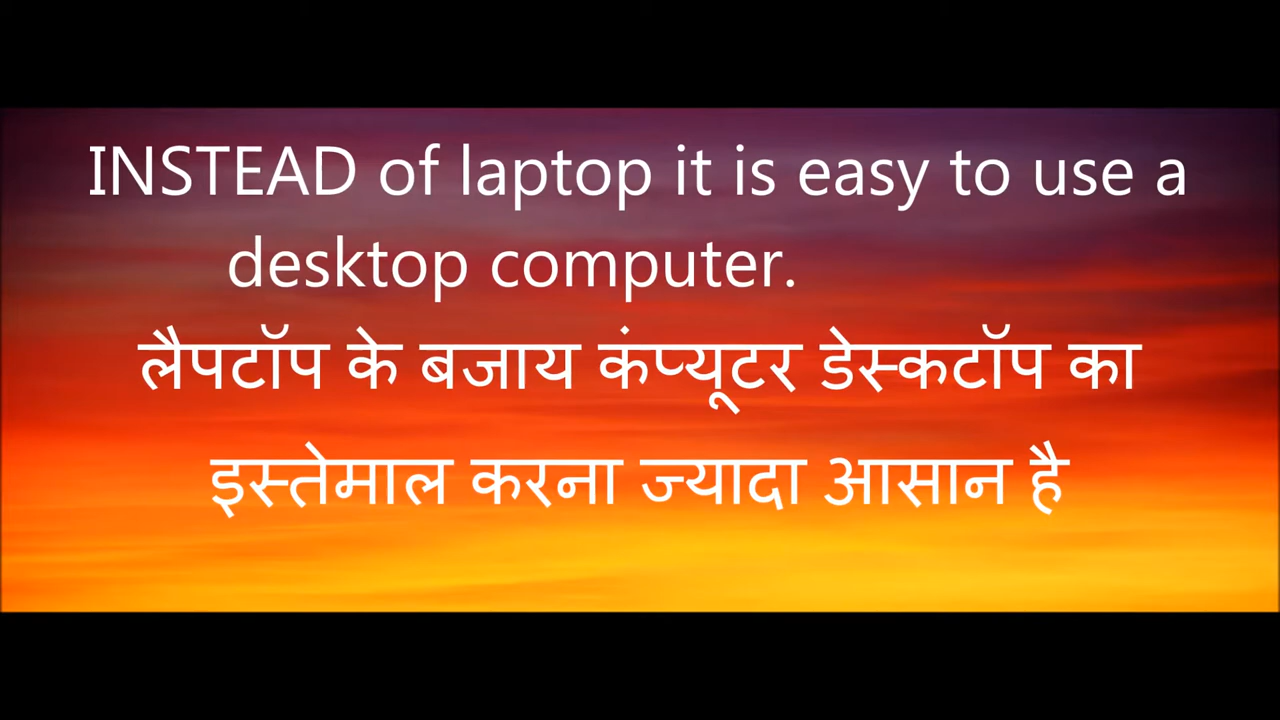 INSTEAD of laptop it is easy to use a
desktop computer.
लैपटॉप के बजाय कंप्यूटर डेस्कटॉप का
इस्तेमाल करना ज्यादा आसान है